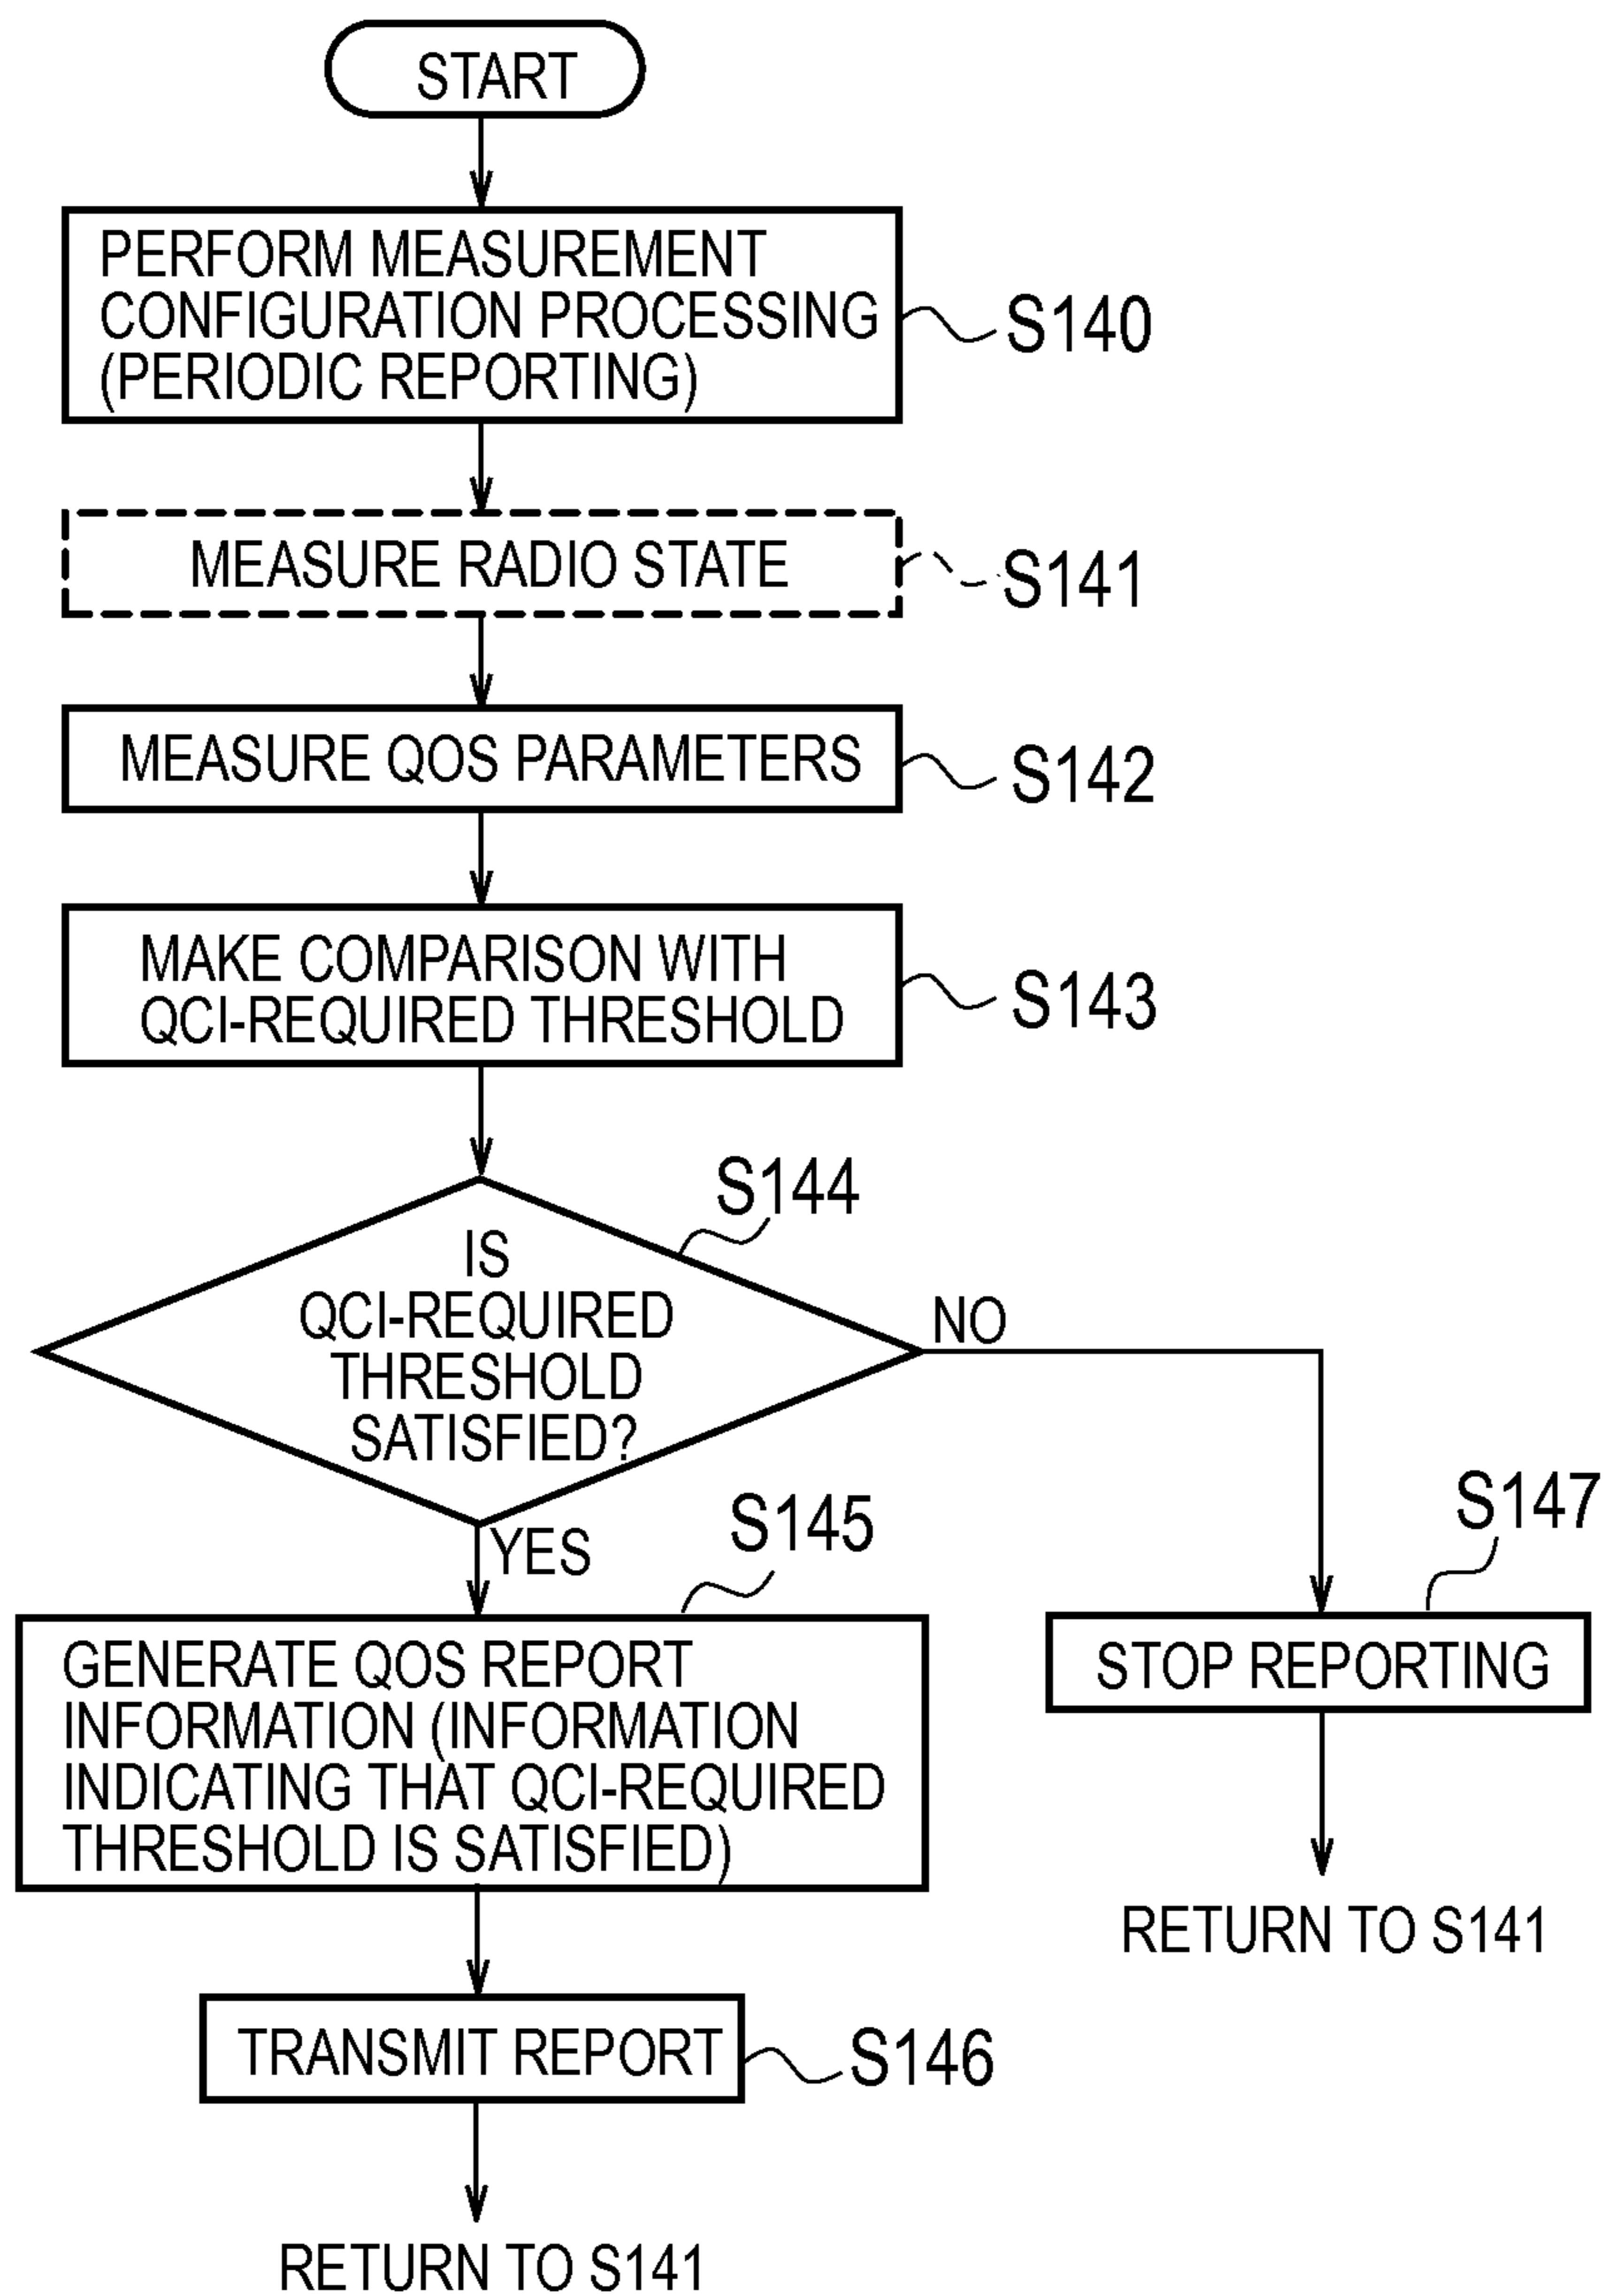 START
PERFORM MEASUREMENT
CONFIGURATION PROCESSING
(PERIODIC REPORTING)
S140
MEASURE RADIO STATE
S141
MEASURE QOS PARAMETERS
S142
MAKE COMPARISON WITH
QCI-REQUIRED THRESHOLD
S143
S144
IS
QCI-REQUIRED
THRESHOLD
SATISFIED?
NO
YES
S145
GENERATE QOS REPORT
INFORMATION (INFORMATION
INDICATING THAT QCI-REQUIRED
THRESHOLD IS SATISFIED)
S147
STOP REPORTING
RETURN TO S141
TRANSMIT REPORT
S146
RETURN TO S141